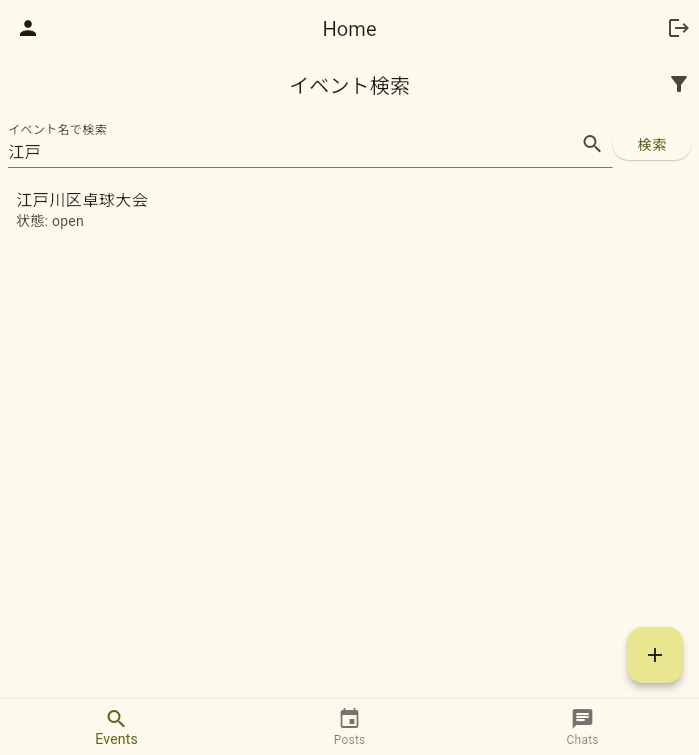 Home
イベント検索
イベント名で検索
江戸
検索
江戸川区卓球大会
状態: open
Events
Posts
Chats